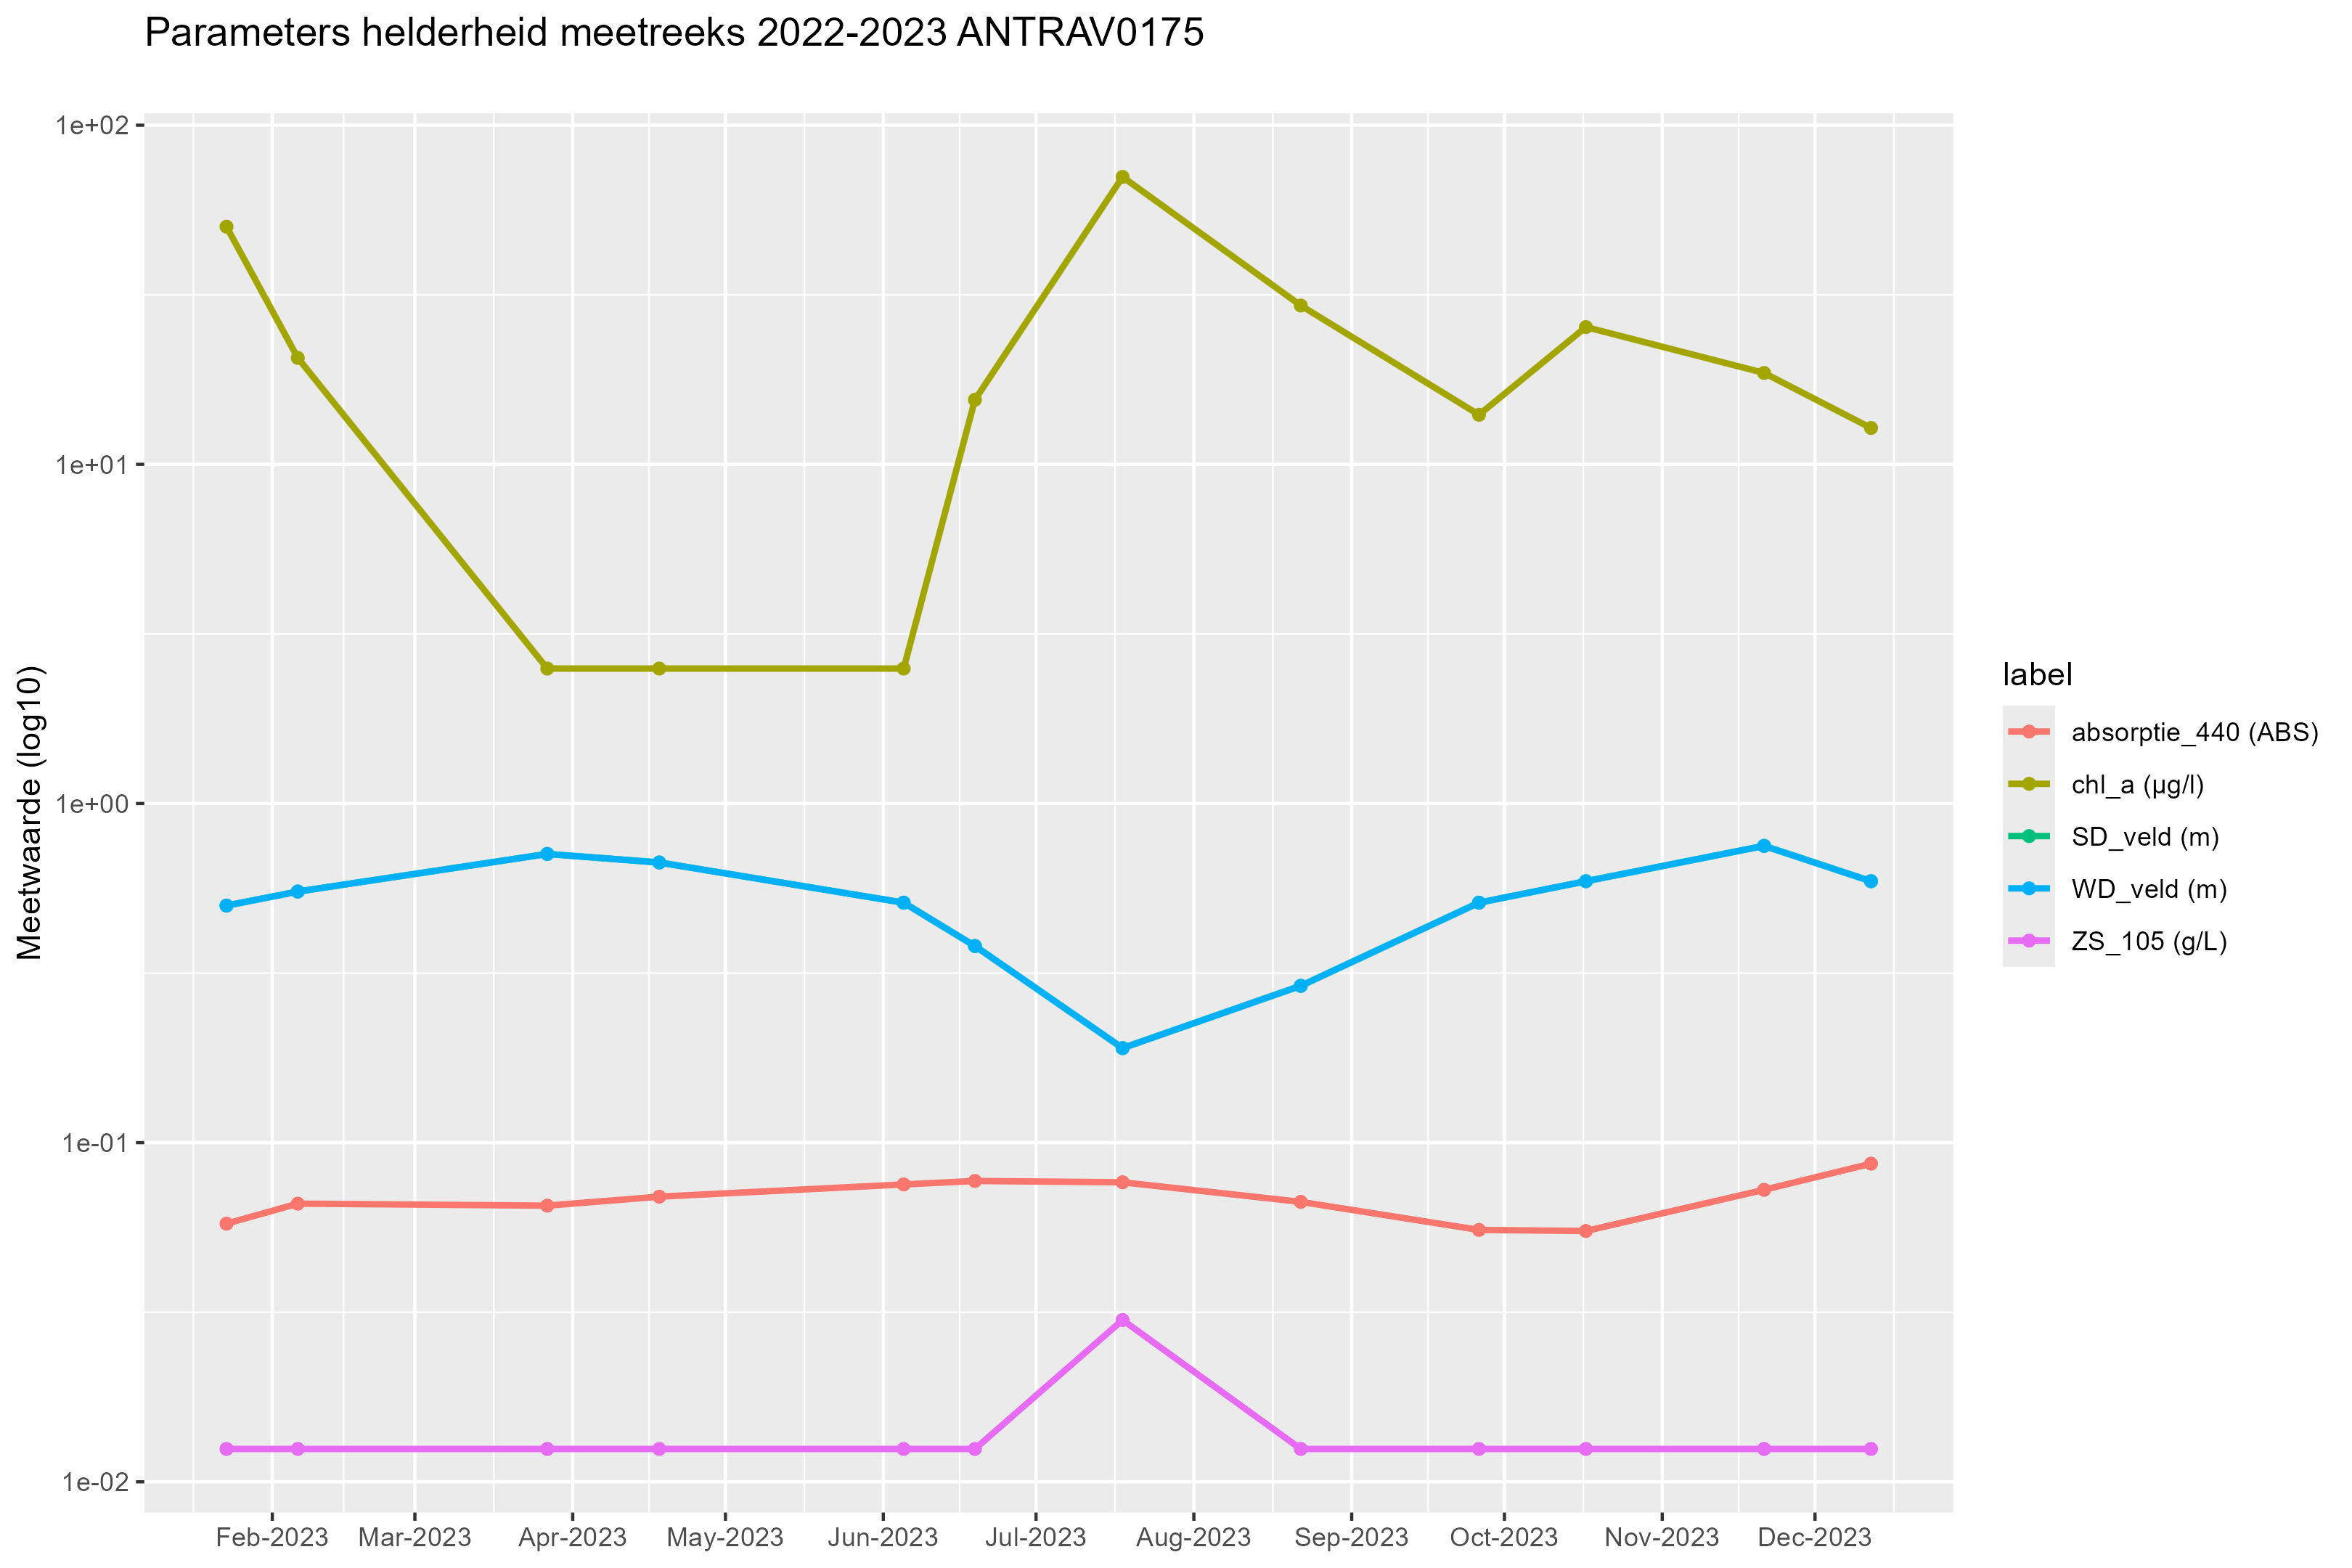 Parameters helderheid meetreeks 2022-2023 ANTRAV0175
Meetwaarde (log10)
1e+02
1e+01
1e+00
1e-01
1e-02
Feb-2023
Mar-2023
Apr-2023
May-2023
Jun-2023
Jul-2023
Aug-2023
Sep-2023
Oct-2023
Nov-2023
Dec-2023
label
absorptie_440 (ABS)
chl_a (µg/l)
SD_veld (m)
WD_veld (m)
ZS_105 (g/L)